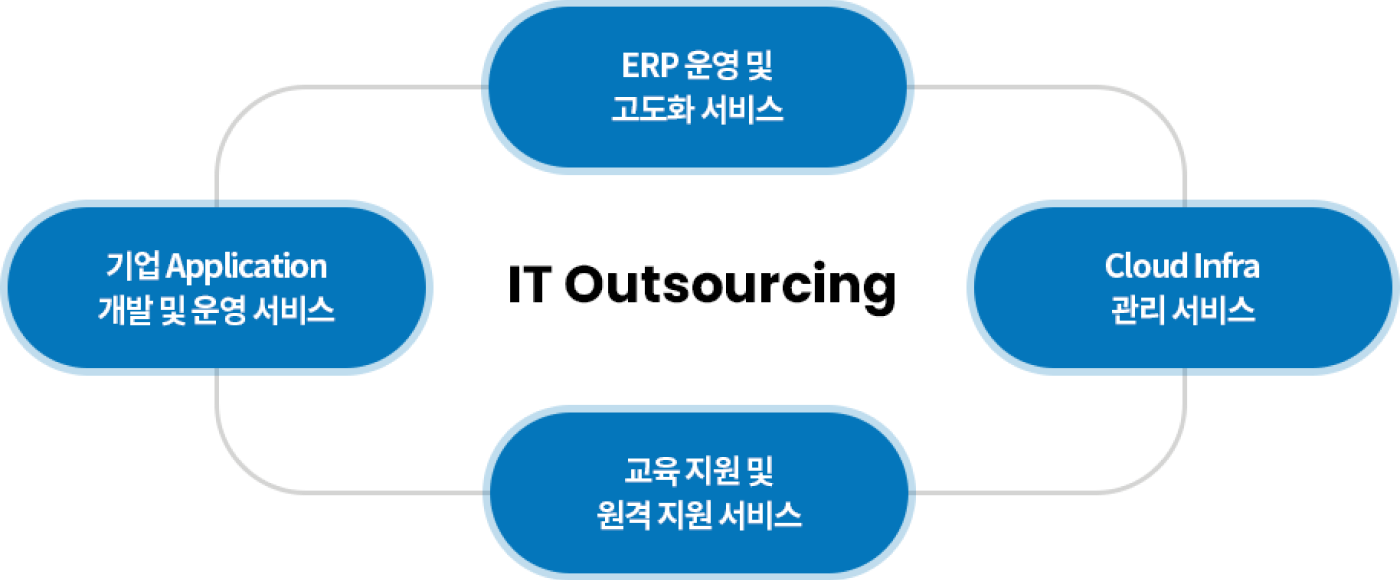 ERP 운영 및
고도화 서비스
기업 Application
개발 및 운영 서비스
IT Outsourcing
Cloud Infra
관리 서비스
교육 지원 및
원격 지원 서비스